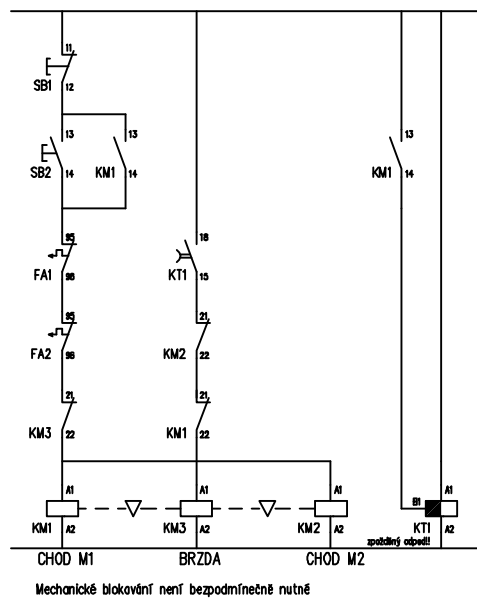 11
SB1
12
13
13
SB2
14
KM1
14
13
KM1
14
95
FA1
96
18
KT1
15
95
FA2
96
21
KM2
22
21
KM3
22
21
KM1
22
A1
A1
A1
B1
A1
KM1
A2
KM3
A2
KM2
A2
KT1
A2
zpožděný odpad!!
CHOD M1
BRZDA
CHOD M2
Mechanické blokování není bezpodmínečně nutné